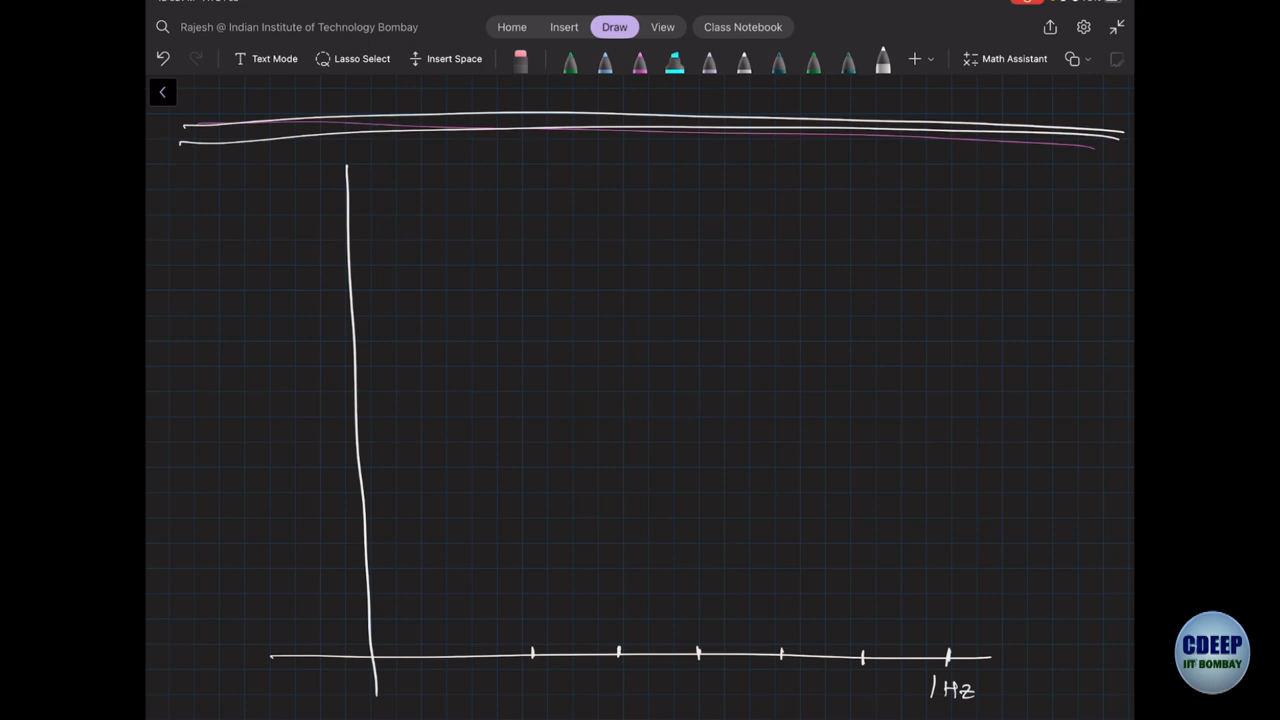 Rajesh @ Indian Institute of Technology Bombay
Home Insert Draw View Class Notebook
Text Mode Lasso Select Insert Space Math Assistant
1 Hz
CDEEP
IIT BOMBAY